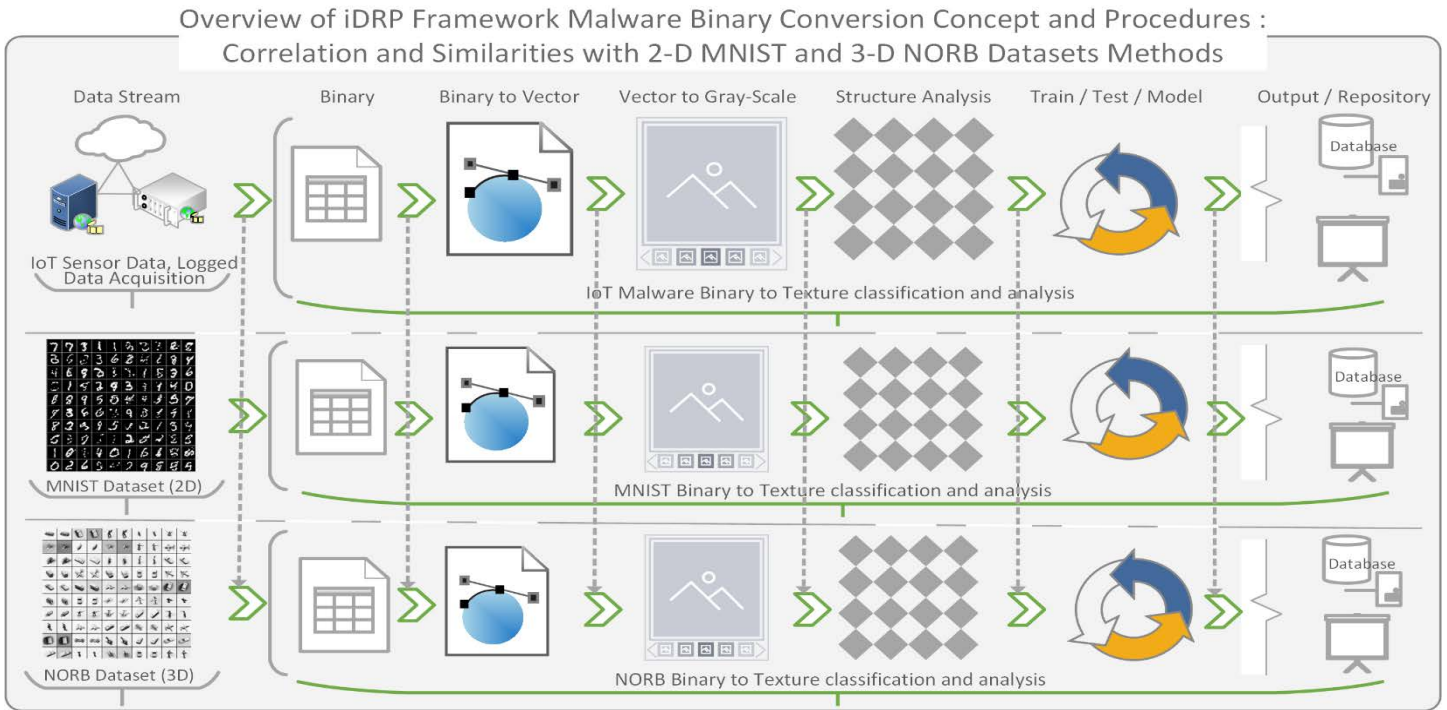 Overview of iDRP Framework Malware Binary Conversion Concept and Procedures :
Correlation and Similarities with 2-D MNIST and 3-D NORB Datasets Methods
Data Stream
Binary
Binary to Vector
Vector to Gray-Scale
Structure Analysis
Train / Test / Model
Output / Repository
Database
IoT Sensor Data, Logged
Data Acquisition
IoT Malware Binary to Texture classification and analysis
Database
MNIST Dataset (2D)
MNIST Binary to Texture classification and analysis
Database
NORB Dataset (3D)
NORB Binary to Texture classification and analysis